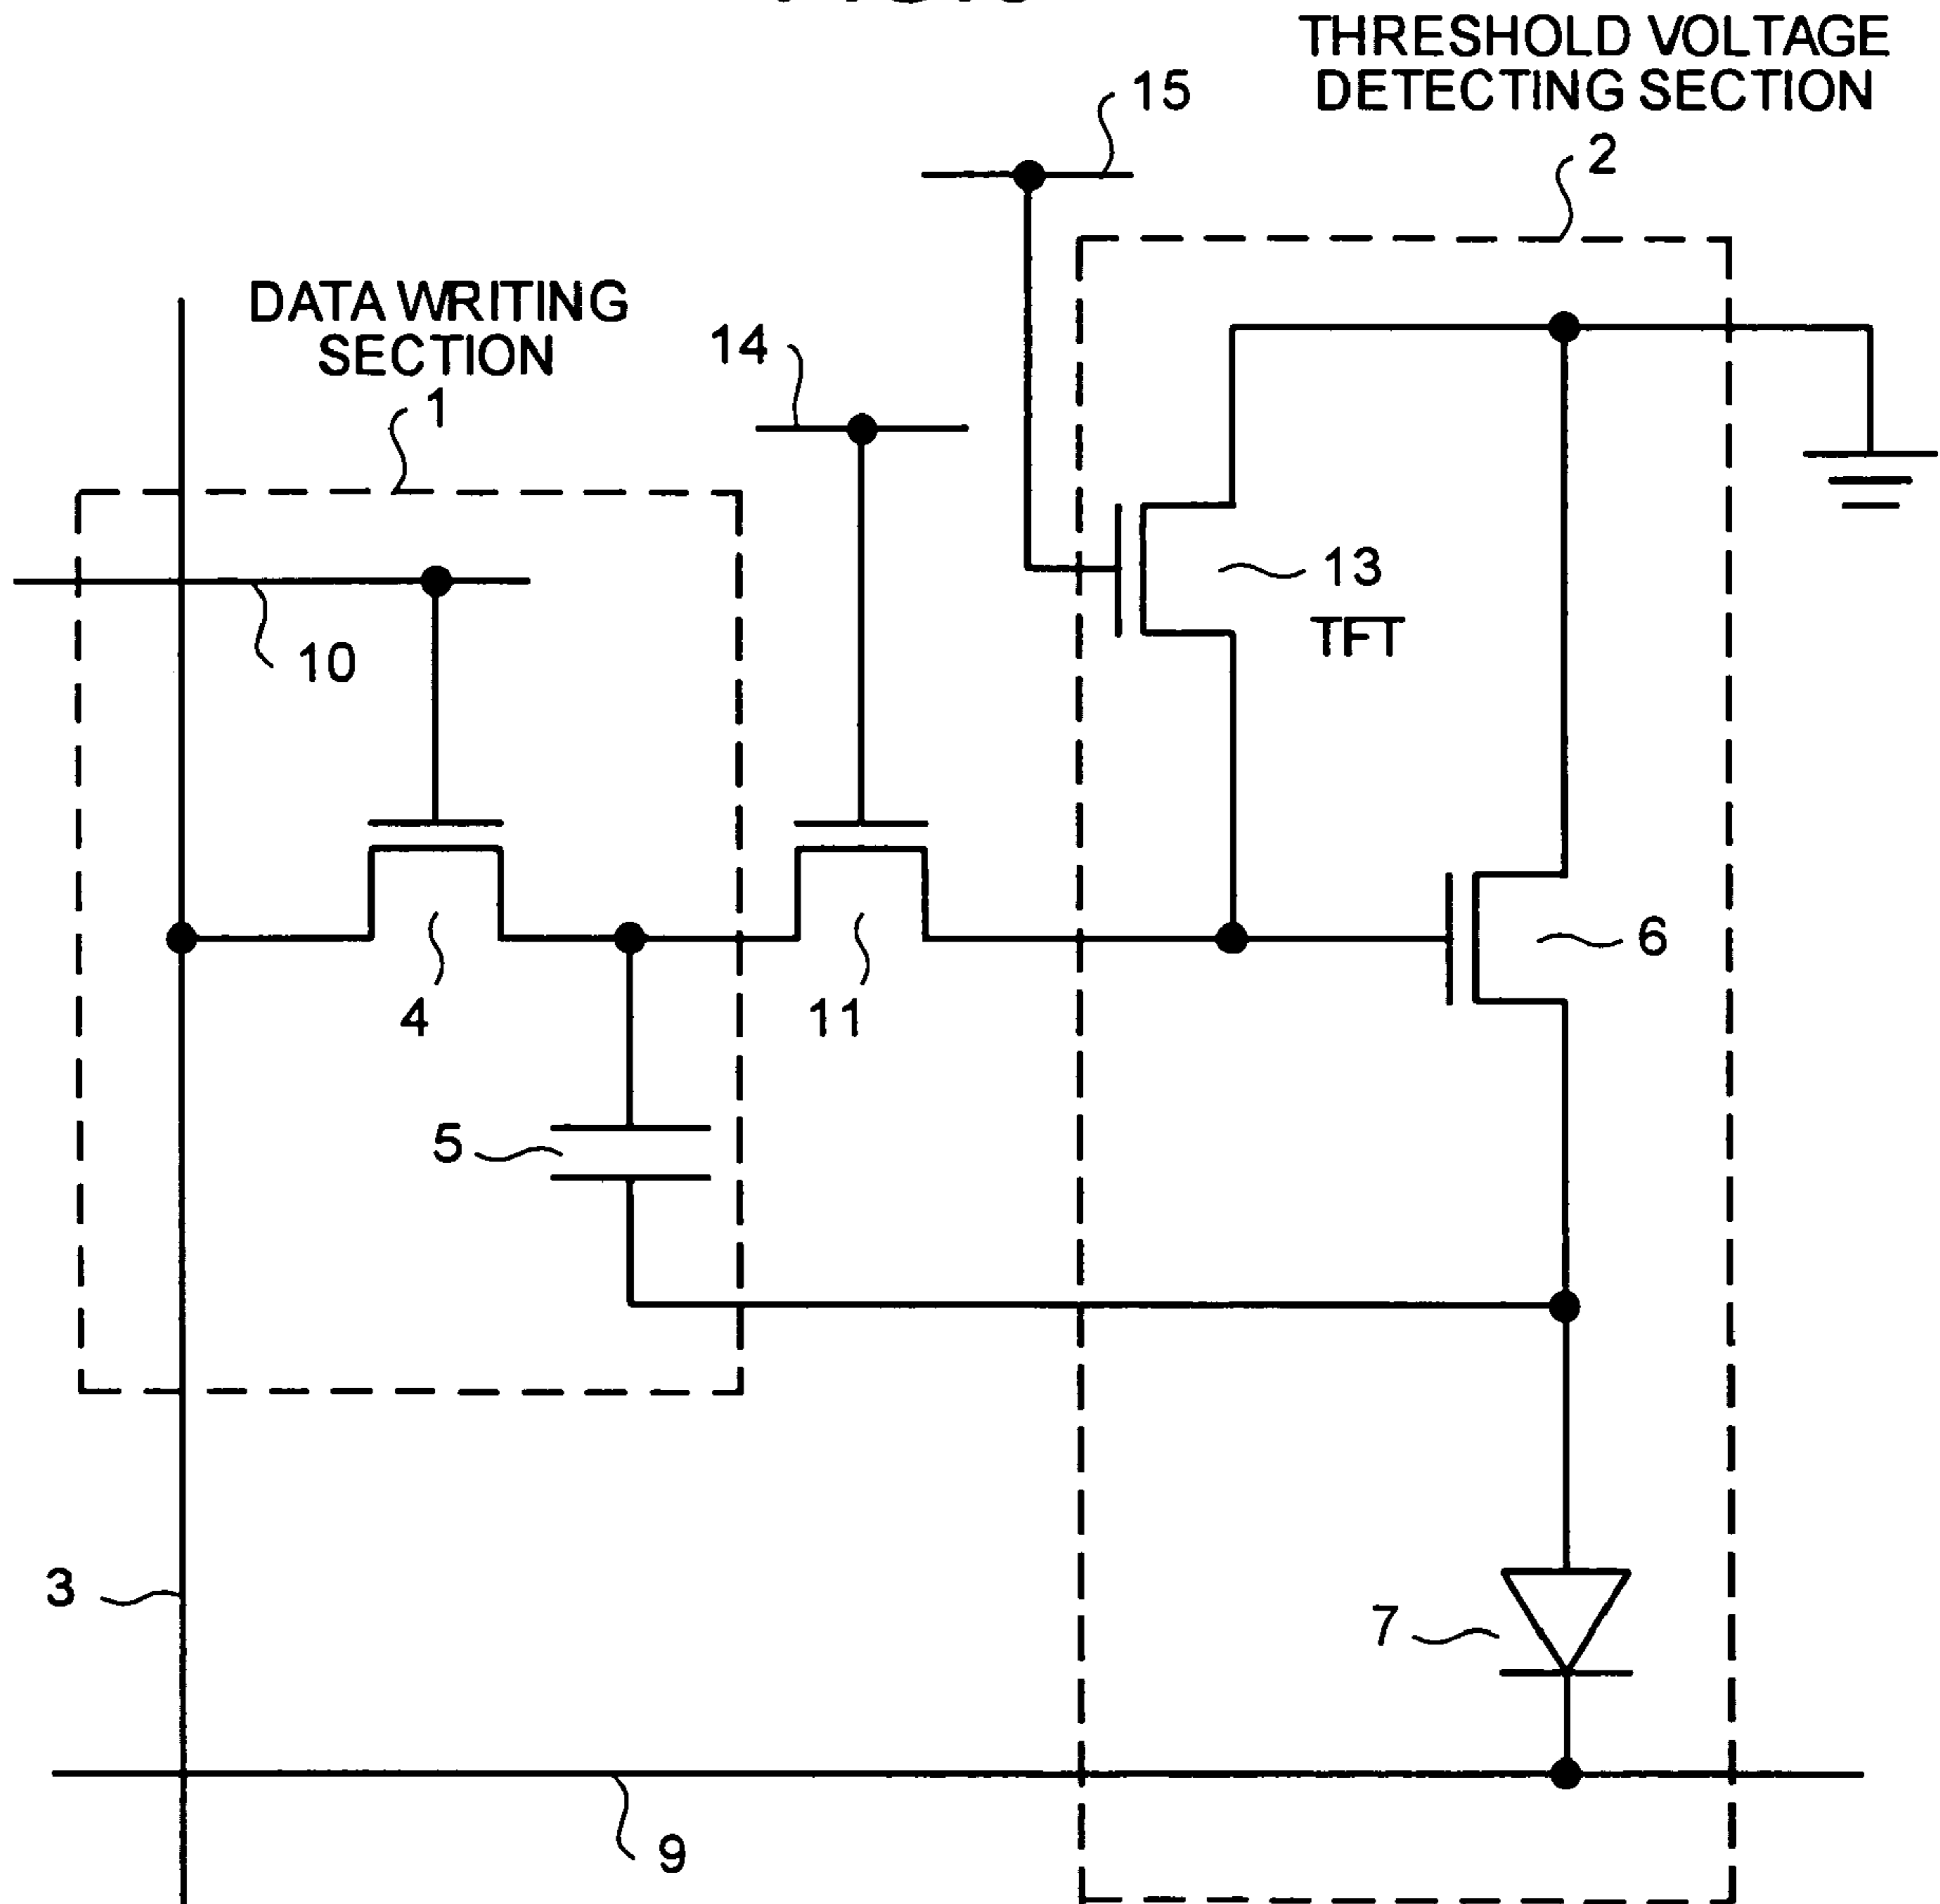 THRESHOLD VOLTAGE
DETECTING SECTION
2
15
DATA WRITING
SECTION
1
14
13
TFT
10
4
11
6
5
3
7
9